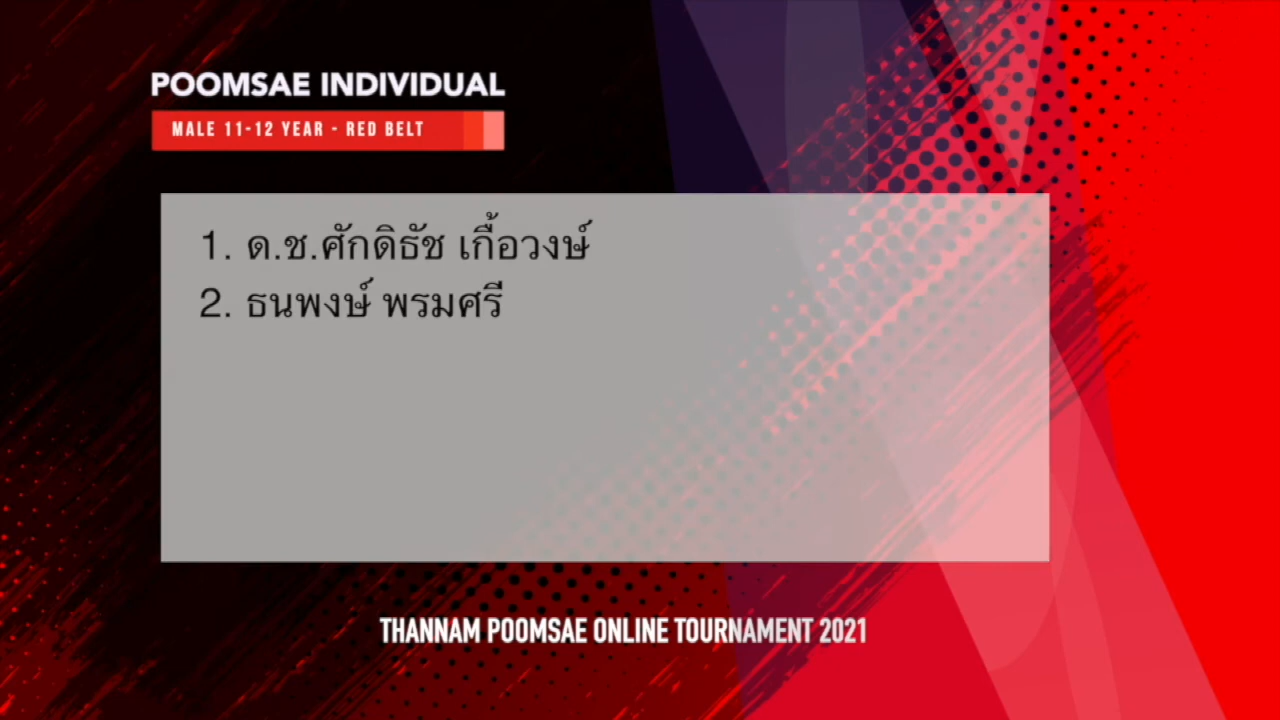 POOMSAE INDIVIDUAL
MALE 11-12 YEAR - RED BELT
1. ด.ช.ศักดิธัช เกื้อวงษ์
2. ธนพงษ์ พรมศรี
THANNAM POOMSAE ONLINE TOURNAMENT 2021